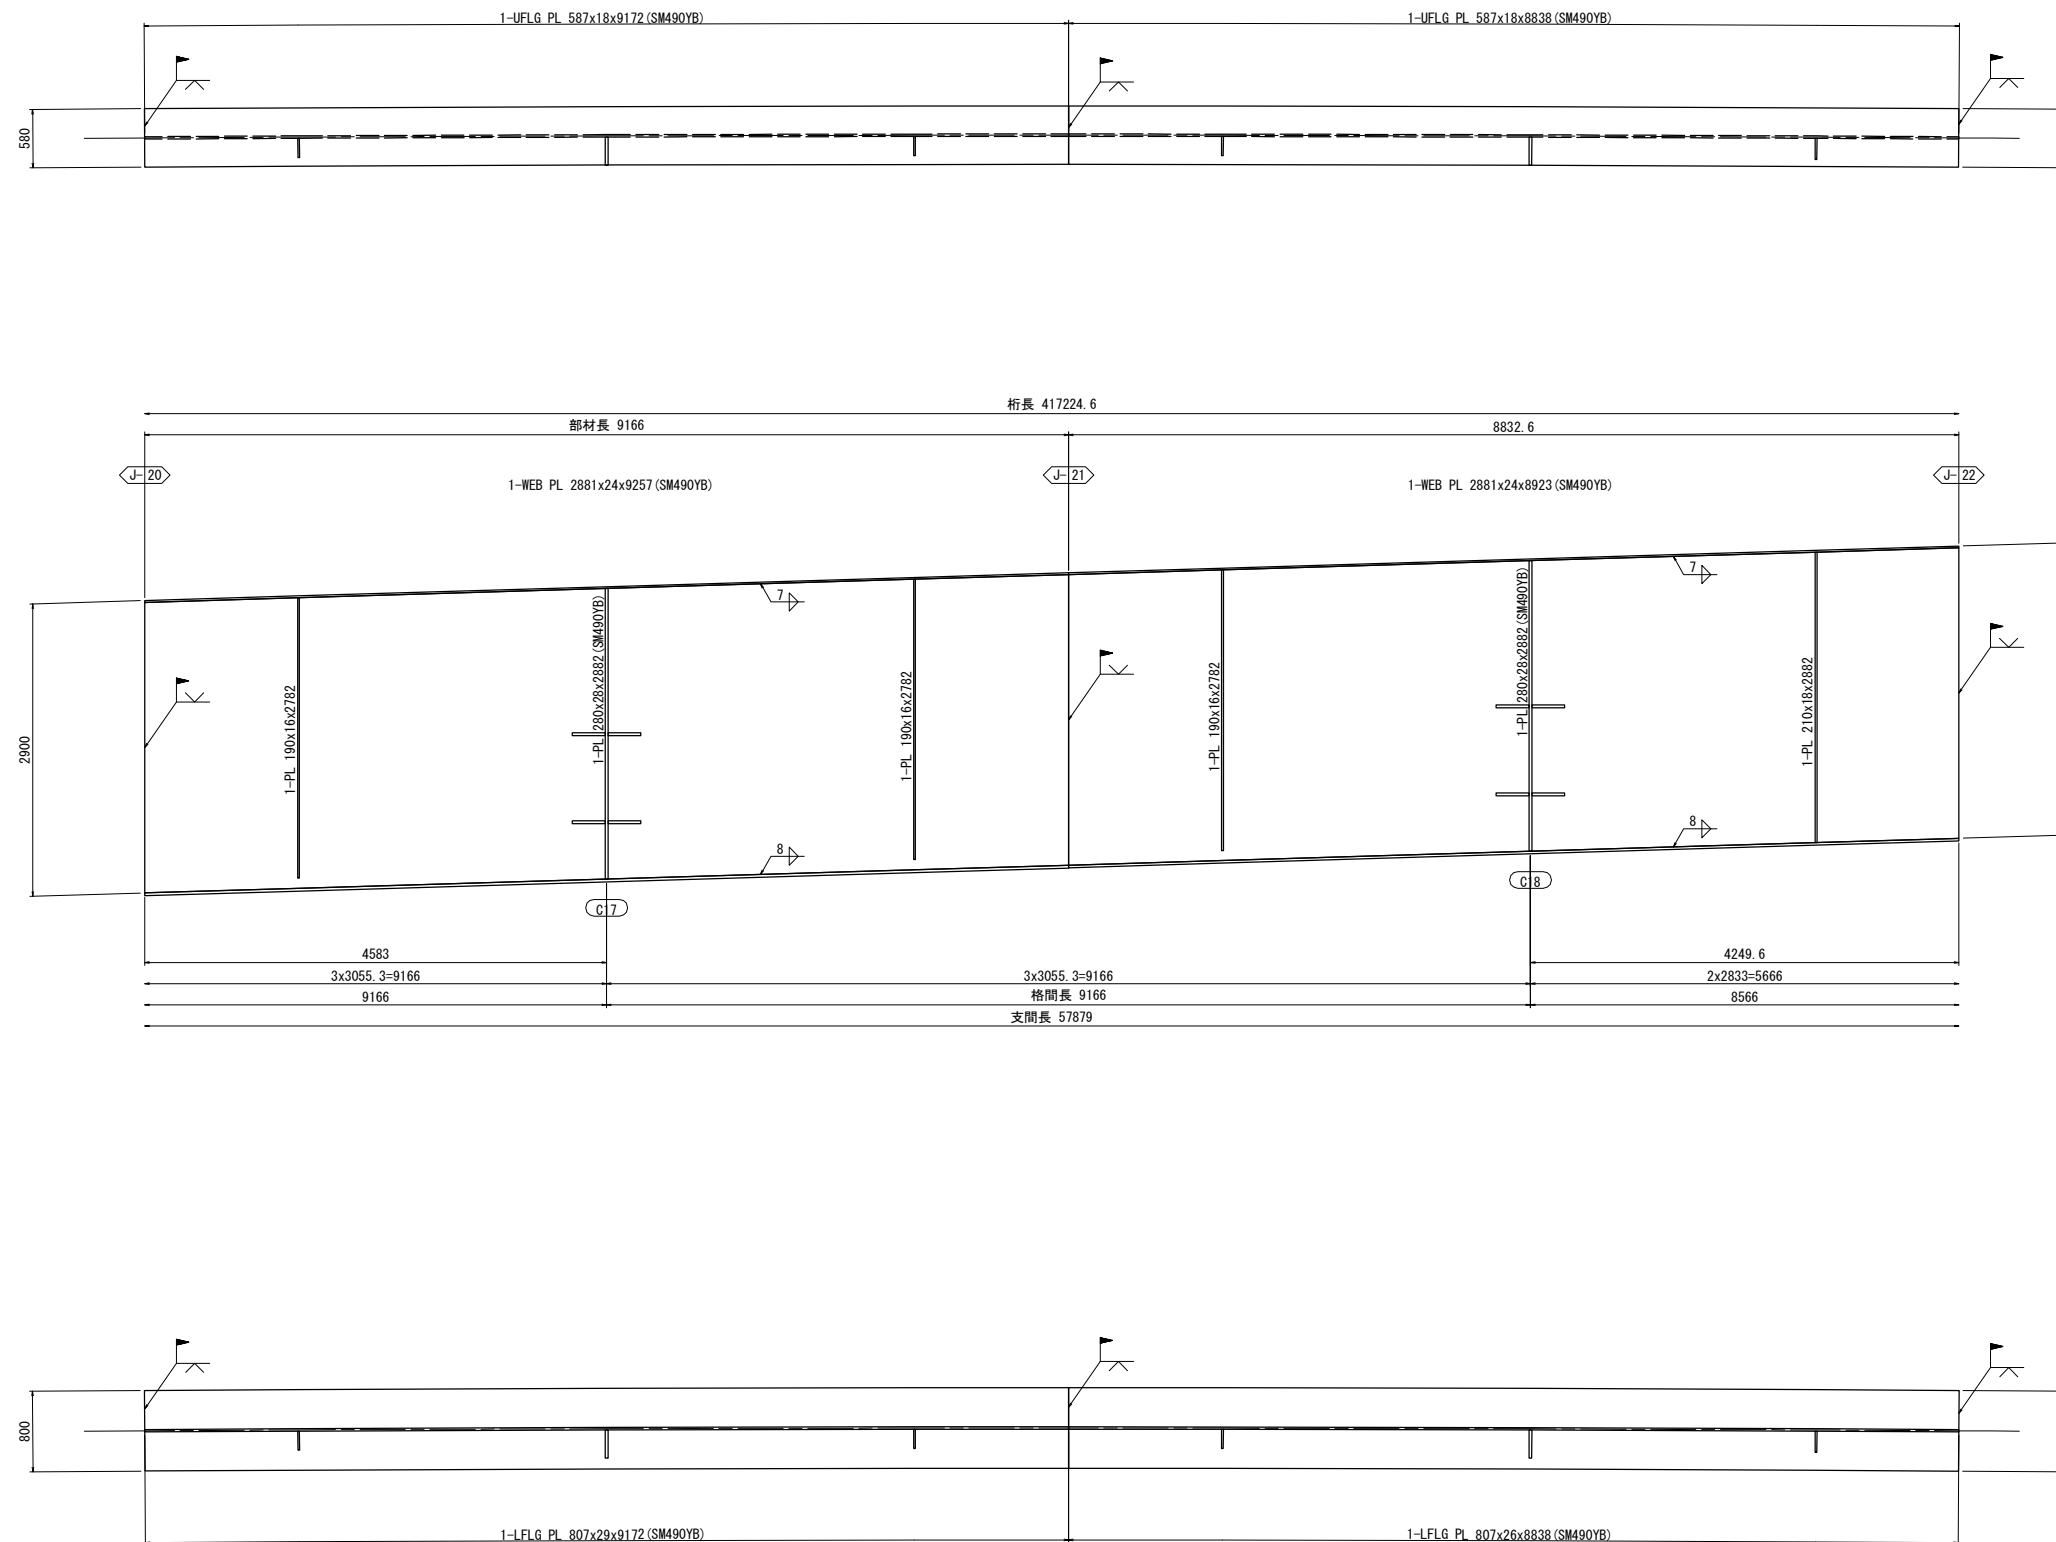 1-UFLG PL 587x18x9172(SM490YB)
1-UFLG PL 587x18x8838(SM490YB)
580
桁長 417224.6
部材長 9166
8832.6
J-20
J-21
J-22
1-WEB PL 2881x24x9257(SM490YB)
1-WEB PL 2881x24x8923(SM490YB)
2900
1-PL 190x16x2782
1-PL 280x28x2882(SM490YB)
7
8
1-PL 190x16x2782
1-PL 190x16x2782
1-PL 280x28x2882(SM490YB)
7
8
1-PL 210x18x2882
C17
C18
4583
4249.6
3x3055.3=9166
3x3055.3=9166
2x2833=5666
9166
格間長 9166
8566
支間長 57879
800
1-LFLG PL 807x29x9172(SM490YB)
1-LFLG PL 807x26x8838(SM490YB)